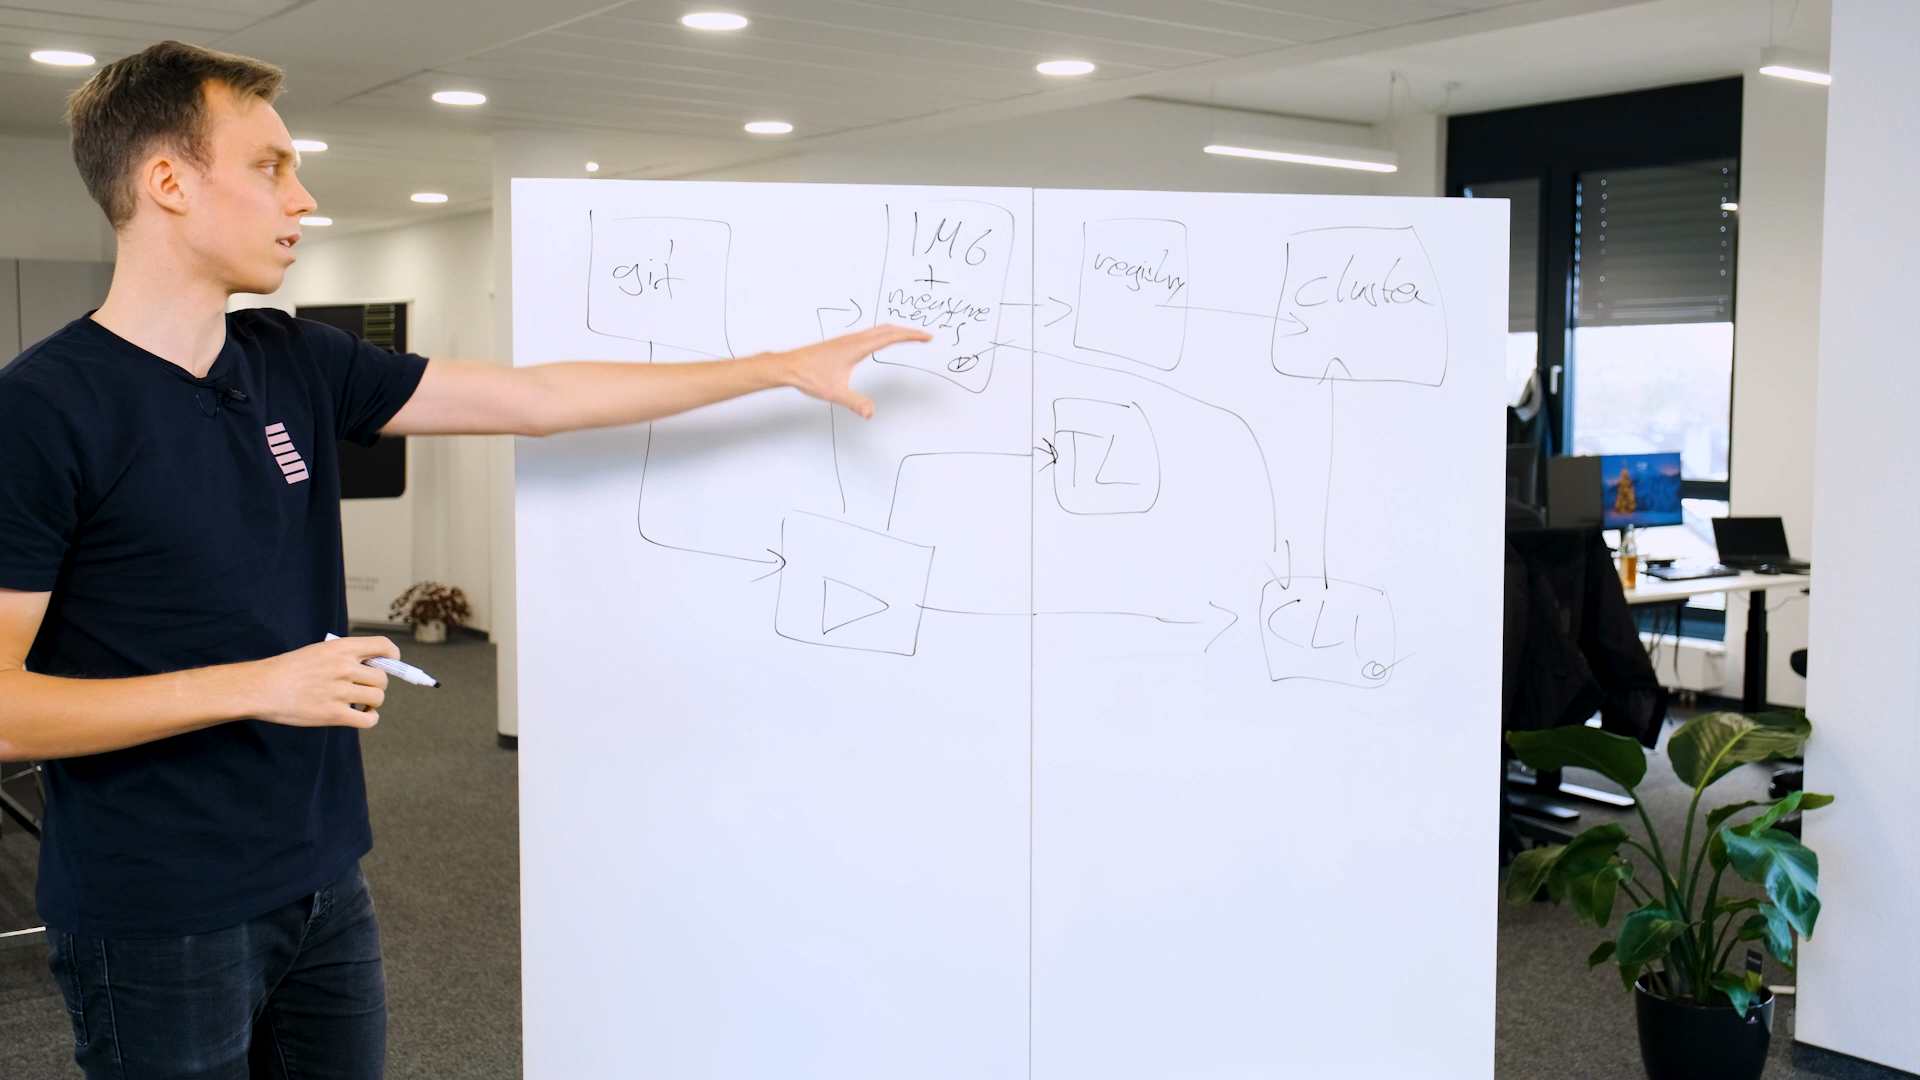 git
IMG
+
measure
ments
registry
cluster
TL
CLI